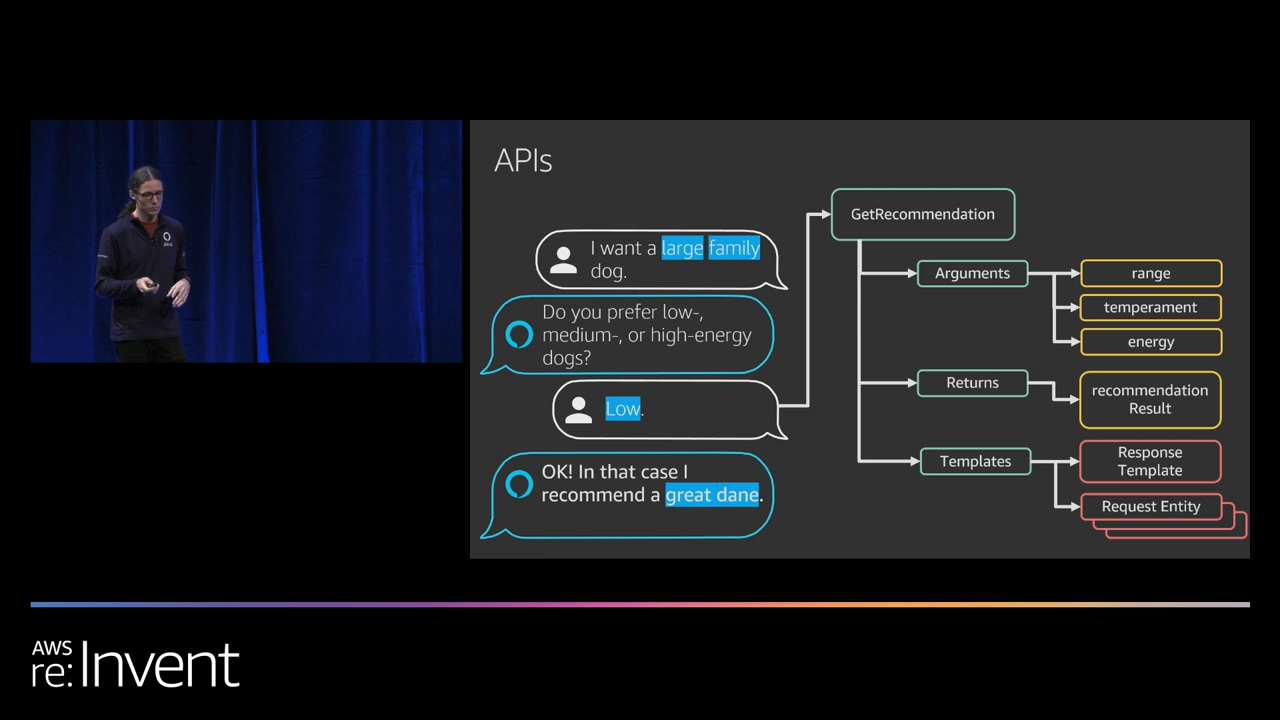 APIs
I want a large family
dog.
Do you prefer low-,
medium-, or high-energy
dogs?
Low.
OK! In that case I
recommend a great dane.
GetRecommendation
Arguments
range
temperament
energy
Returns
recommendation
Result
Templates
Response
Template
Request Entity
AWS
re:Invent